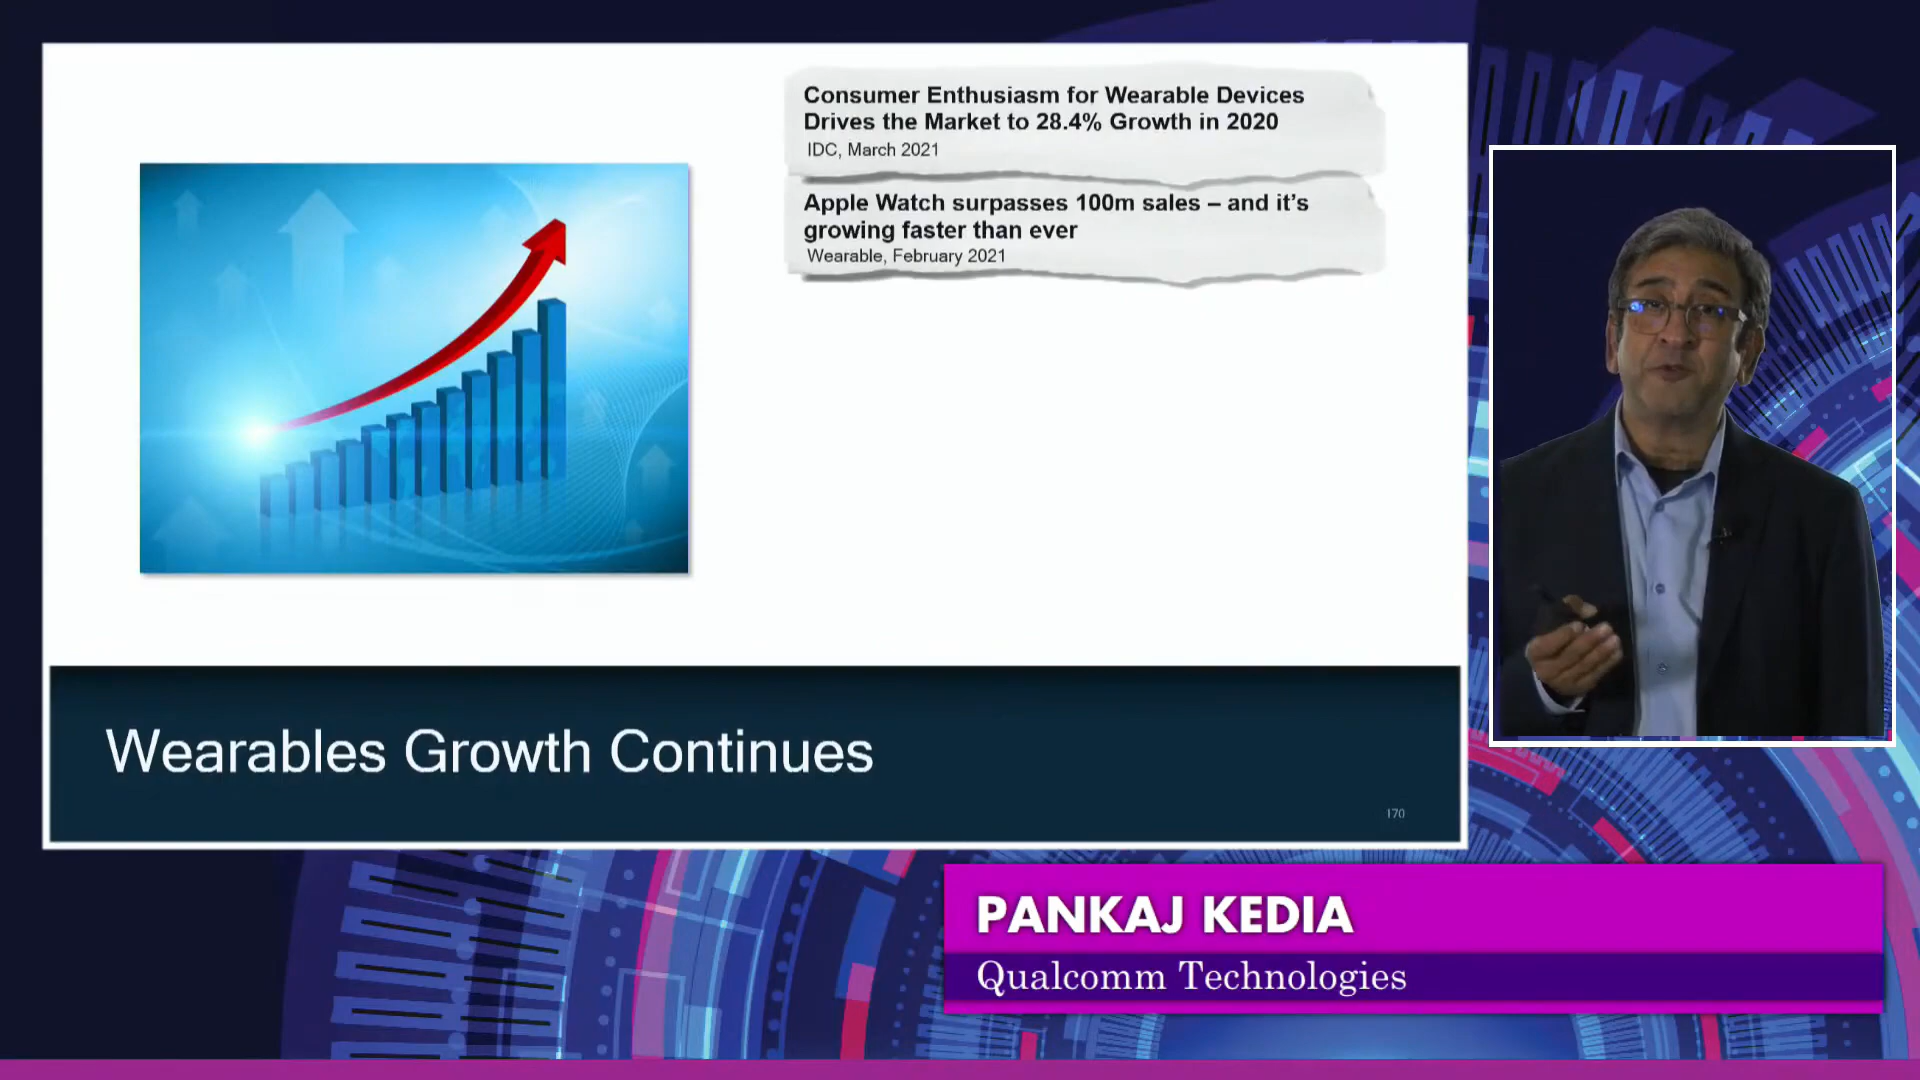 Consumer Enthusiasm for Wearable Devices
Drives the Market to 28.4% Growth in 2020
IDC, March 2021
Apple Watch surpasses 100m sales – and it’s
growing faster than ever
Wearable, February 2021
Wearables Growth Continues
170
PANKAJ KEDIA
Qualcomm Technologies